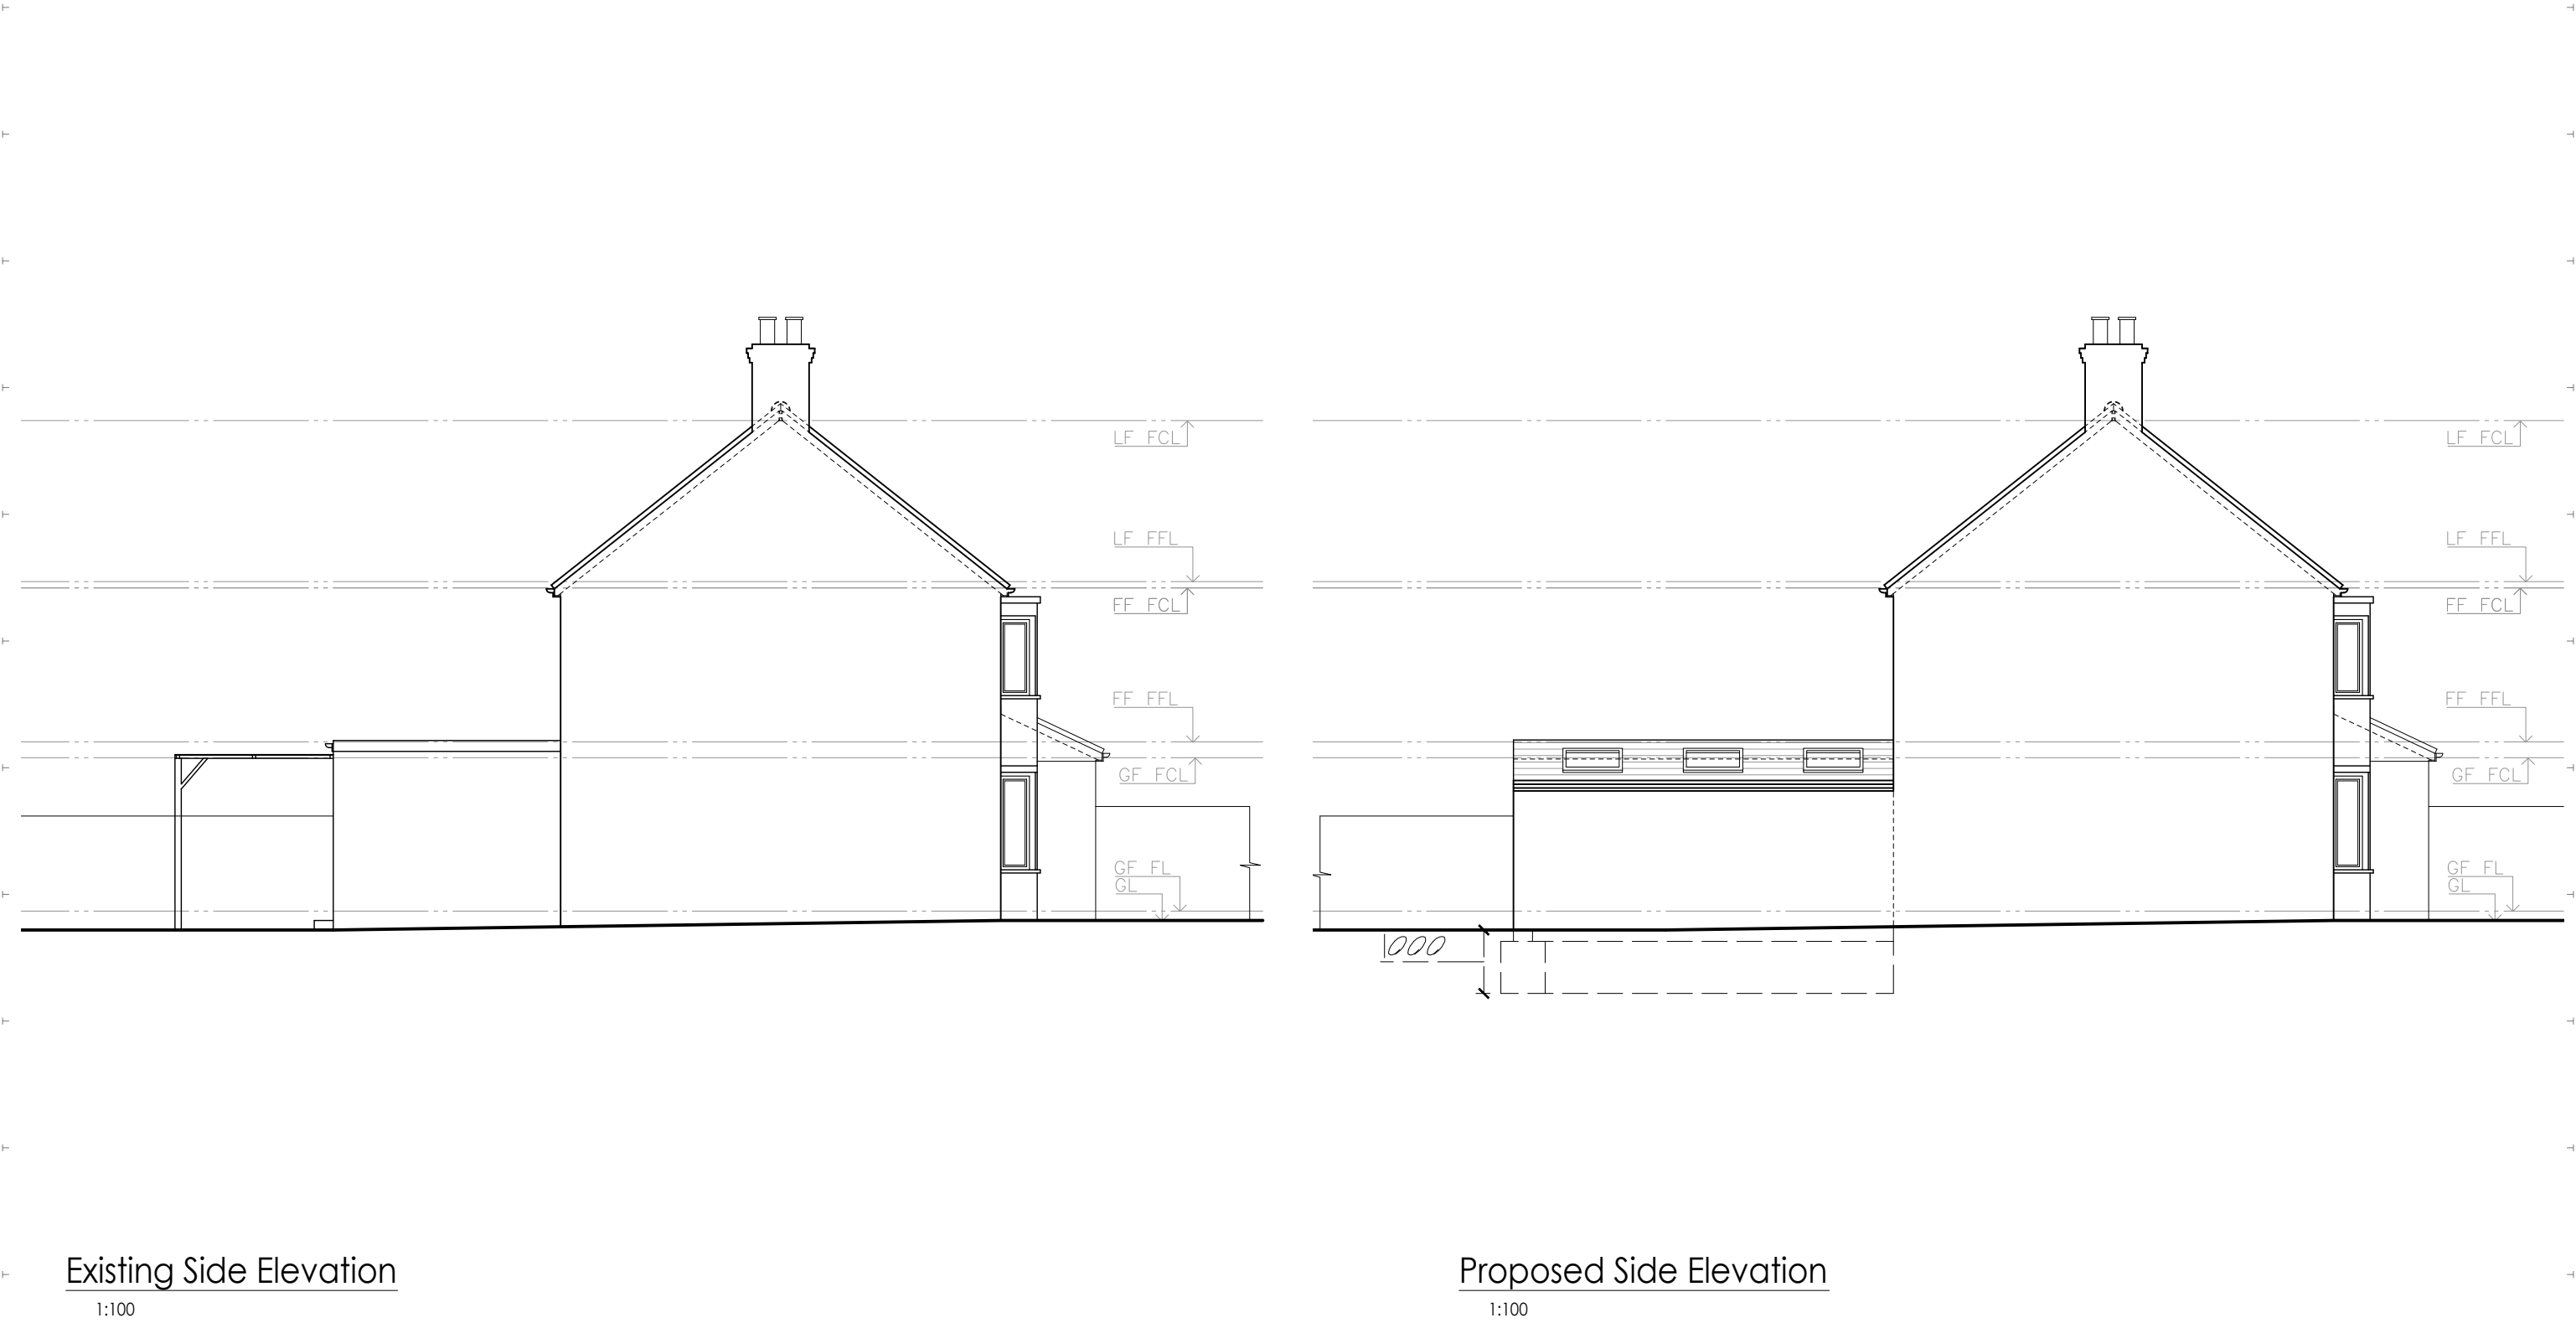 LF FCL
LF FCL
LF FFL
LF FFL
FF FCL
FF FCL
FF FFL
FF FFL
GF FCL
GF FCL
GF FL
GL
GF FL
GL
1000
Existing Side Elevation
1:100
Proposed Side Elevation
1:100